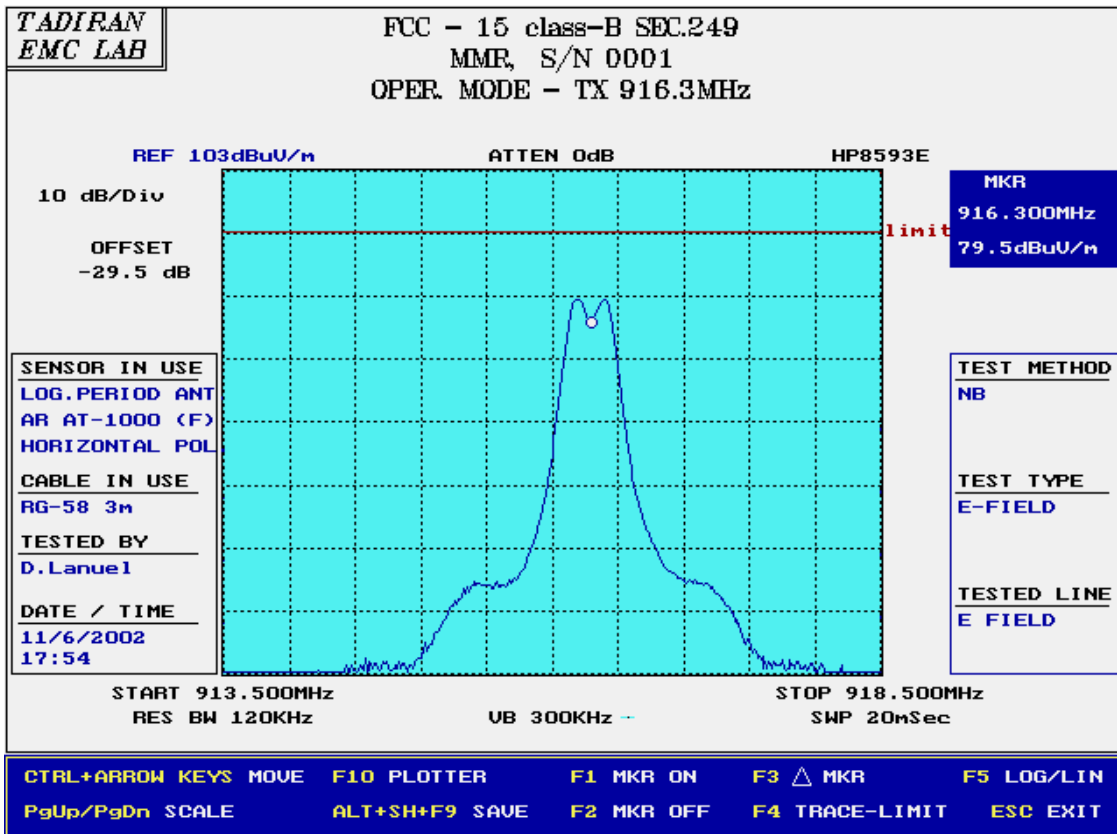 TADIRAN
EMC LAB
FCC - 15 class-B SEC.249
MMR, S/N 0001
OPER. MODE - TX 916.3MHz
REF 103dBuV/m
ATTEN 0dB
HP8593E
10 dB/Div
OFFSET
-29.5 dB
limit
MKR
916.300MHz
79.5dBuV/m
SENSOR IN USE
LOG.PERIOD ANT
AR AT-1000 (F)
HORIZONTAL POL
CABLE IN USE
RG-58 3m
TESTED BY
D.Lanuel
DATE / TIME
11/6/2002
17:54
TEST METHOD
NB
TEST TYPE
E-FIELD
TESTED LINE
E FIELD
START 913.500MHz
STOP 918.500MHz
RES BW 120KHz
VB 300KHz
SWP 20mSec
CTRL+ARROW KEYS MOVE F10 PLOTTER F1 MKR ON F3 △ MKR F5 LOG/LIN
PgUp/PgDn SCALE ALT+SH+F9 SAVE F2 MKR OFF F4 TRACE-LIMIT ESC EXIT